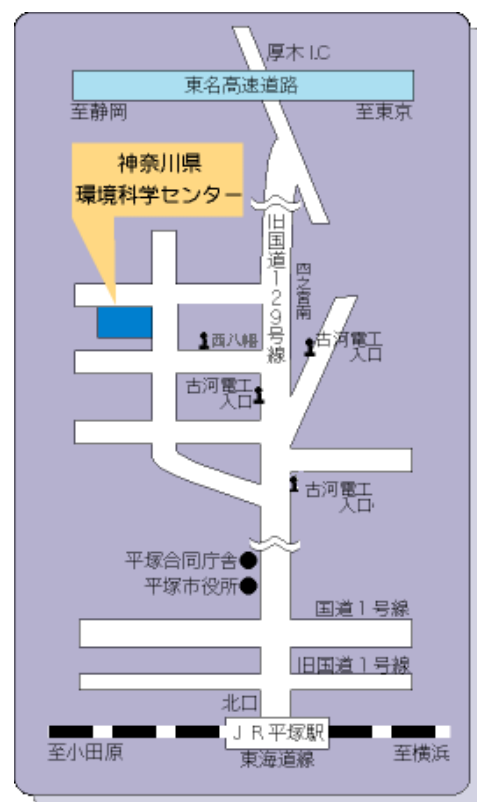 厚木I.C
東名高速道路
至静岡
至東京
神奈川県
環境科学センター
旧国道129号線
四之宮南
西八幡
古河電工
入口
古河電工
入口
古河電工
入口
平塚合同庁舎
平塚市役所
国道1号線
旧国道1号線
北口
JR平塚駅
至小田原
東海道線
至横浜